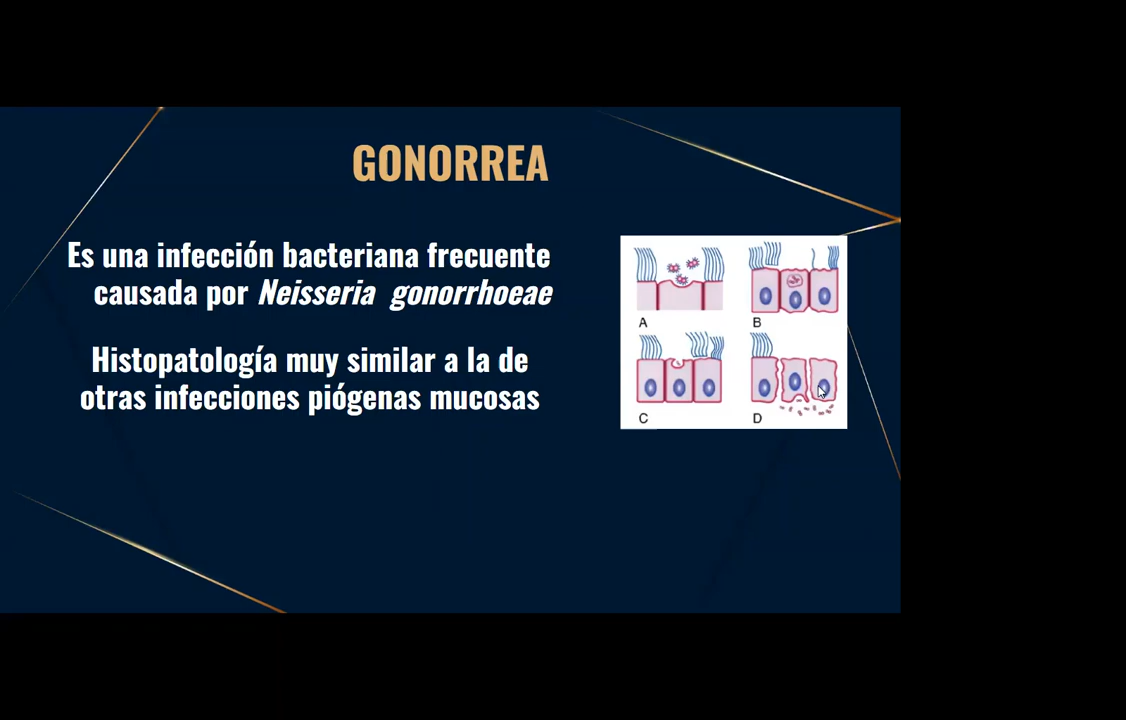 GONORREA
Es una infección bacteriana frecuente
causada por Neisseria gonorrhoeae
Histopatología muy similar a la de
otras infecciones piógenas mucosas
A
B
C
D